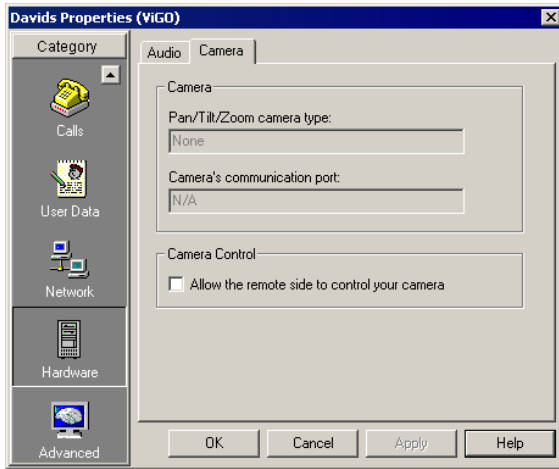 Davids Properties (ViGO)
Category
Calls
User Data
Network
Hardware
Advanced
Audio
Camera
Camera
Pan/Tilt/Zoom camera type:
None
Camera's communication port:
N/A
Camera Control
Allow the remote side to control your camera
OK
Cancel
Apply
Help